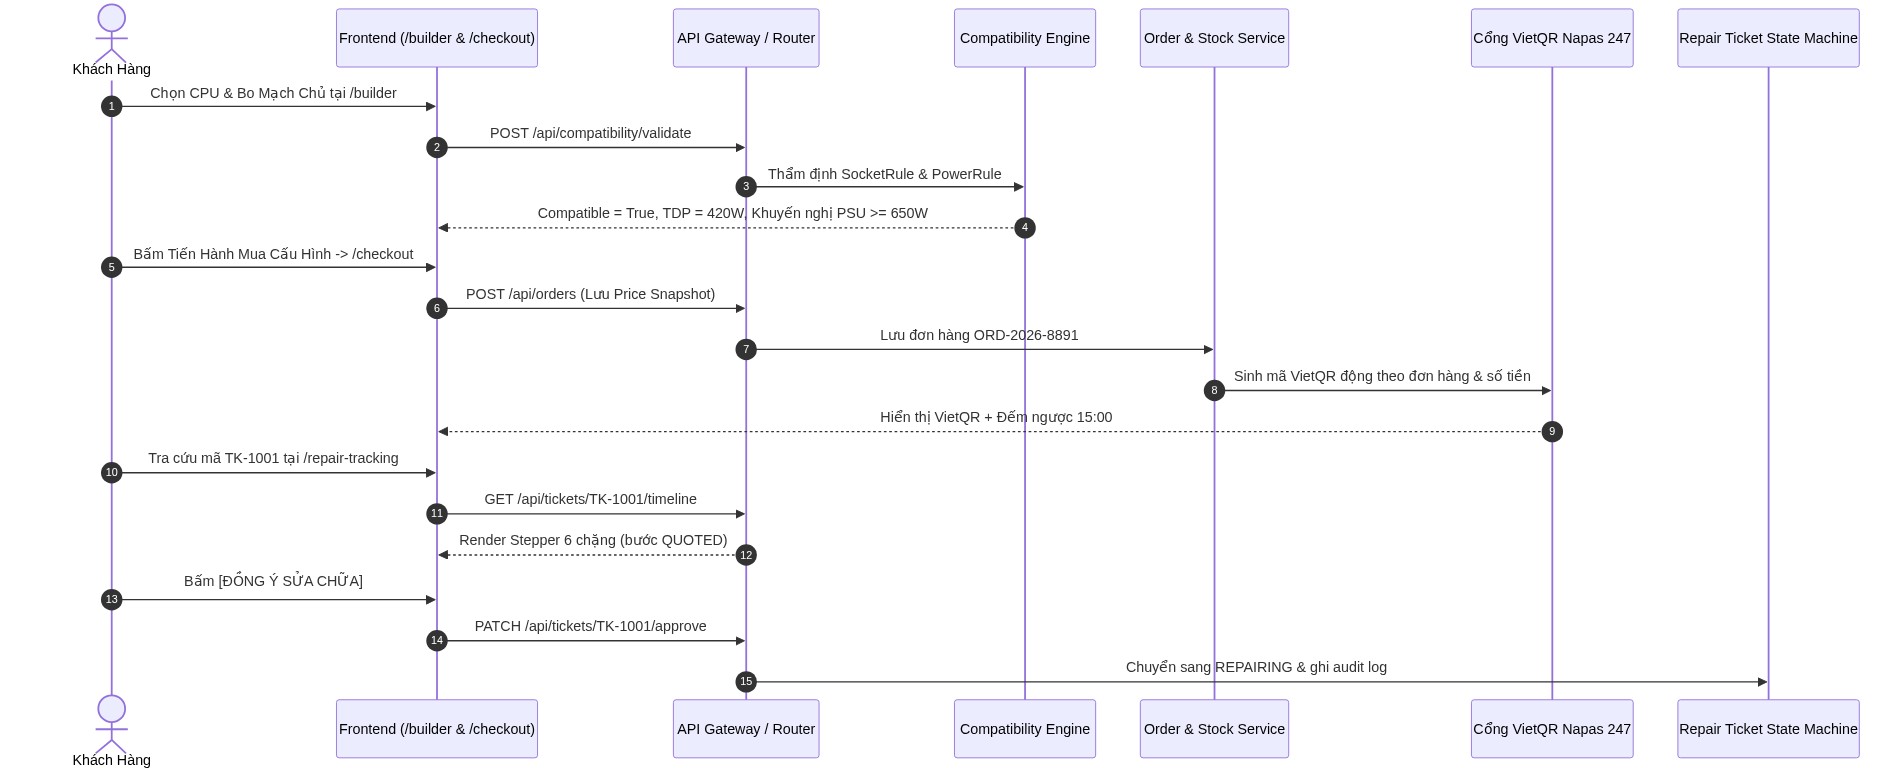 Khách Hàng
Frontend (/builder & /checkout)
API Gateway / Router
Compatibility Engine
Order & Stock Service
Cổng VietQR Napas 247
Repair Ticket State Machine
1
Chọn CPU & Bo Mạch Chủ tại /builder
2
POST /api/compatibility/validate
3
Thẩm định SocketRule & PowerRule
4
Compatible = True, TDP = 420W, Khuyến nghị PSU >= 650W
5
Bấm Tiến Hành Mua Cấu Hình -> /checkout
6
POST /api/orders (Lưu Price Snapshot)
7
Lưu đơn hàng ORD-2026-8891
8
Sinh mã VietQR động theo đơn hàng & số tiền
9
Hiển thị VietQR + Đếm ngược 15:00
10
Tra cứu mã TK-1001 tại /repair-tracking
11
GET /api/tickets/TK-1001/timeline
12
Render Stepper 6 chặng (bước QUOTED)
13
Bấm [ĐỒNG Ý SỬA CHỮA]
14
PATCH /api/tickets/TK-1001/approve
15
Chuyển sang REPAIRING & ghi audit log
Khách Hàng
Frontend (/builder & /checkout)
API Gateway / Router
Compatibility Engine
Order & Stock Service
Cổng VietQR Napas 247
Repair Ticket State Machine